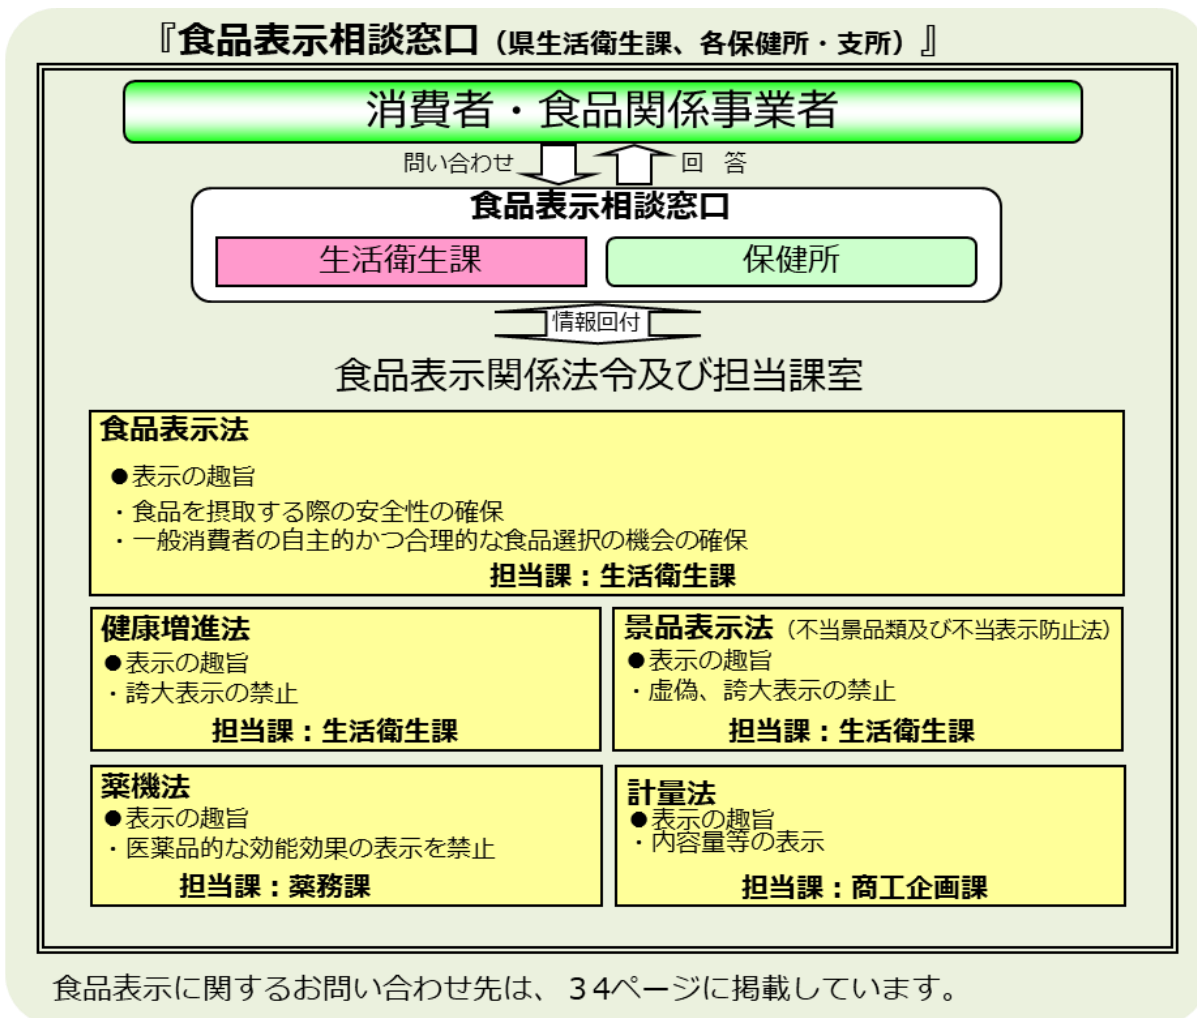 『食品表示相談窓口（県生活衛生課、各保健所・支所）』
消費者・食品関係事業者
問い合わせ
回　答
食品表示相談窓口
生活衛生課
保健所
情報回付
食品表示関係法令及び担当課室
食品表示法
●表示の趣旨
・食品を摂取する際の安全性の確保
・一般消費者の自主的かつ合理的な食品選択の機会の確保
担当課：生活衛生課
健康増進法
●表示の趣旨
・誇大表示の禁止
担当課：生活衛生課
景品表示法（不当景品類及び不当表示防止法）
●表示の趣旨
・虚偽、誇大表示の禁止
担当課：生活衛生課
薬機法
●表示の趣旨
・医薬品的な効能効果の表示を禁止
担当課：薬務課
計量法
●表示の趣旨
・内容量等の表示
担当課：商工企画課
食品表示に関するお問い合わせ先は、３４ページに掲載しています。